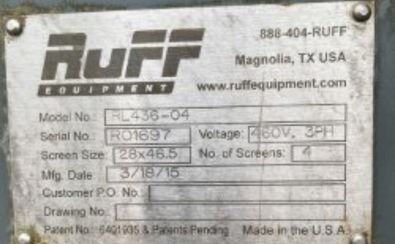 RUFF
EQUIPMENT
888-404-RUFF
Magnolia, TX USA
www.ruffequipment.com
Model No.: RL436-04
Serial No.: R01697 Voltage: 460V. 3PH
Screen Size: 28x46.5 No. of Screens: 4
Mfg. Date: 3/18/15
Customer P.O. No.:
Drawing No.:
Patent No.: 6401935 & Patents Pending Made in the U.S.A.